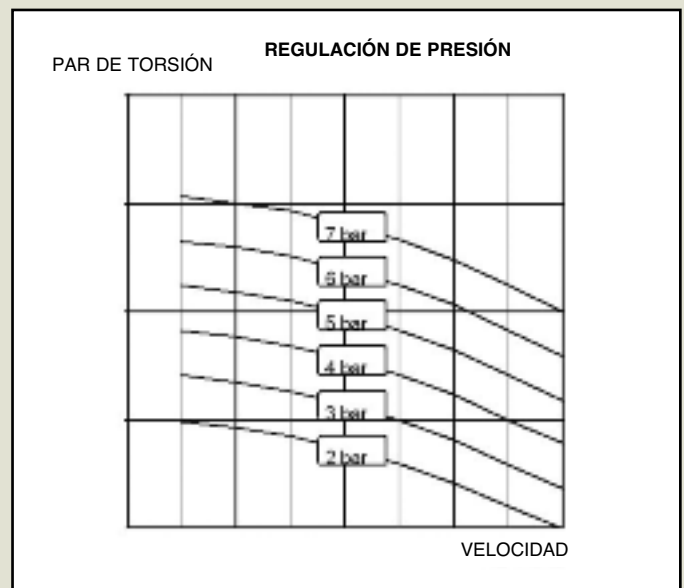 REGULACIÓN DE PRESIÓN
PAR DE TORSIÓN
7 bar
6 bar
5 bar
4 bar
3 bar
2 bar
VELOCIDAD